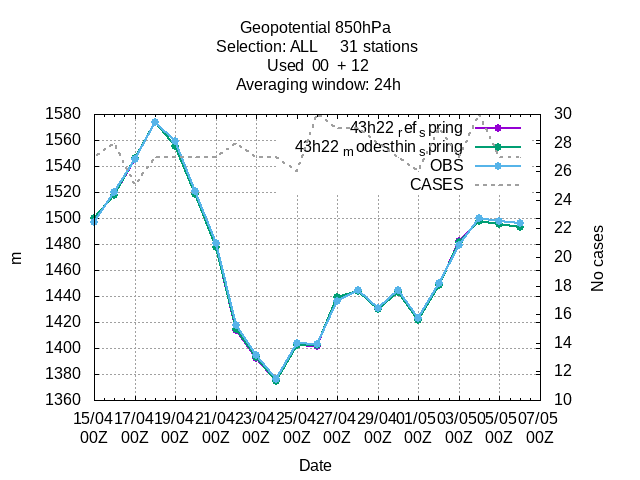 Geopotential 850hPa
Selection: ALL 31 stations
Used 00 + 12
Averaging window: 24h
1580 30
43h22 refspring
1560 28
43h22 modesthinspring
1540 26
OBS
CASES
1520 24
1500 22
1480 20
1460 18
1440 16
1420 14
1400 12
1380 10
1360
m
No cases
15/04 17/04 19/04 21/04 23/04 25/04 27/04 29/04 01/05 03/05 05/05 07/05
00Z 00Z 00Z 00Z 00Z 00Z 00Z 00Z 00Z 00Z 00Z 00Z
Date